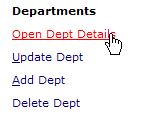 Departments
Open Dept Details
Update Dept
Add Dept
Delete Dept